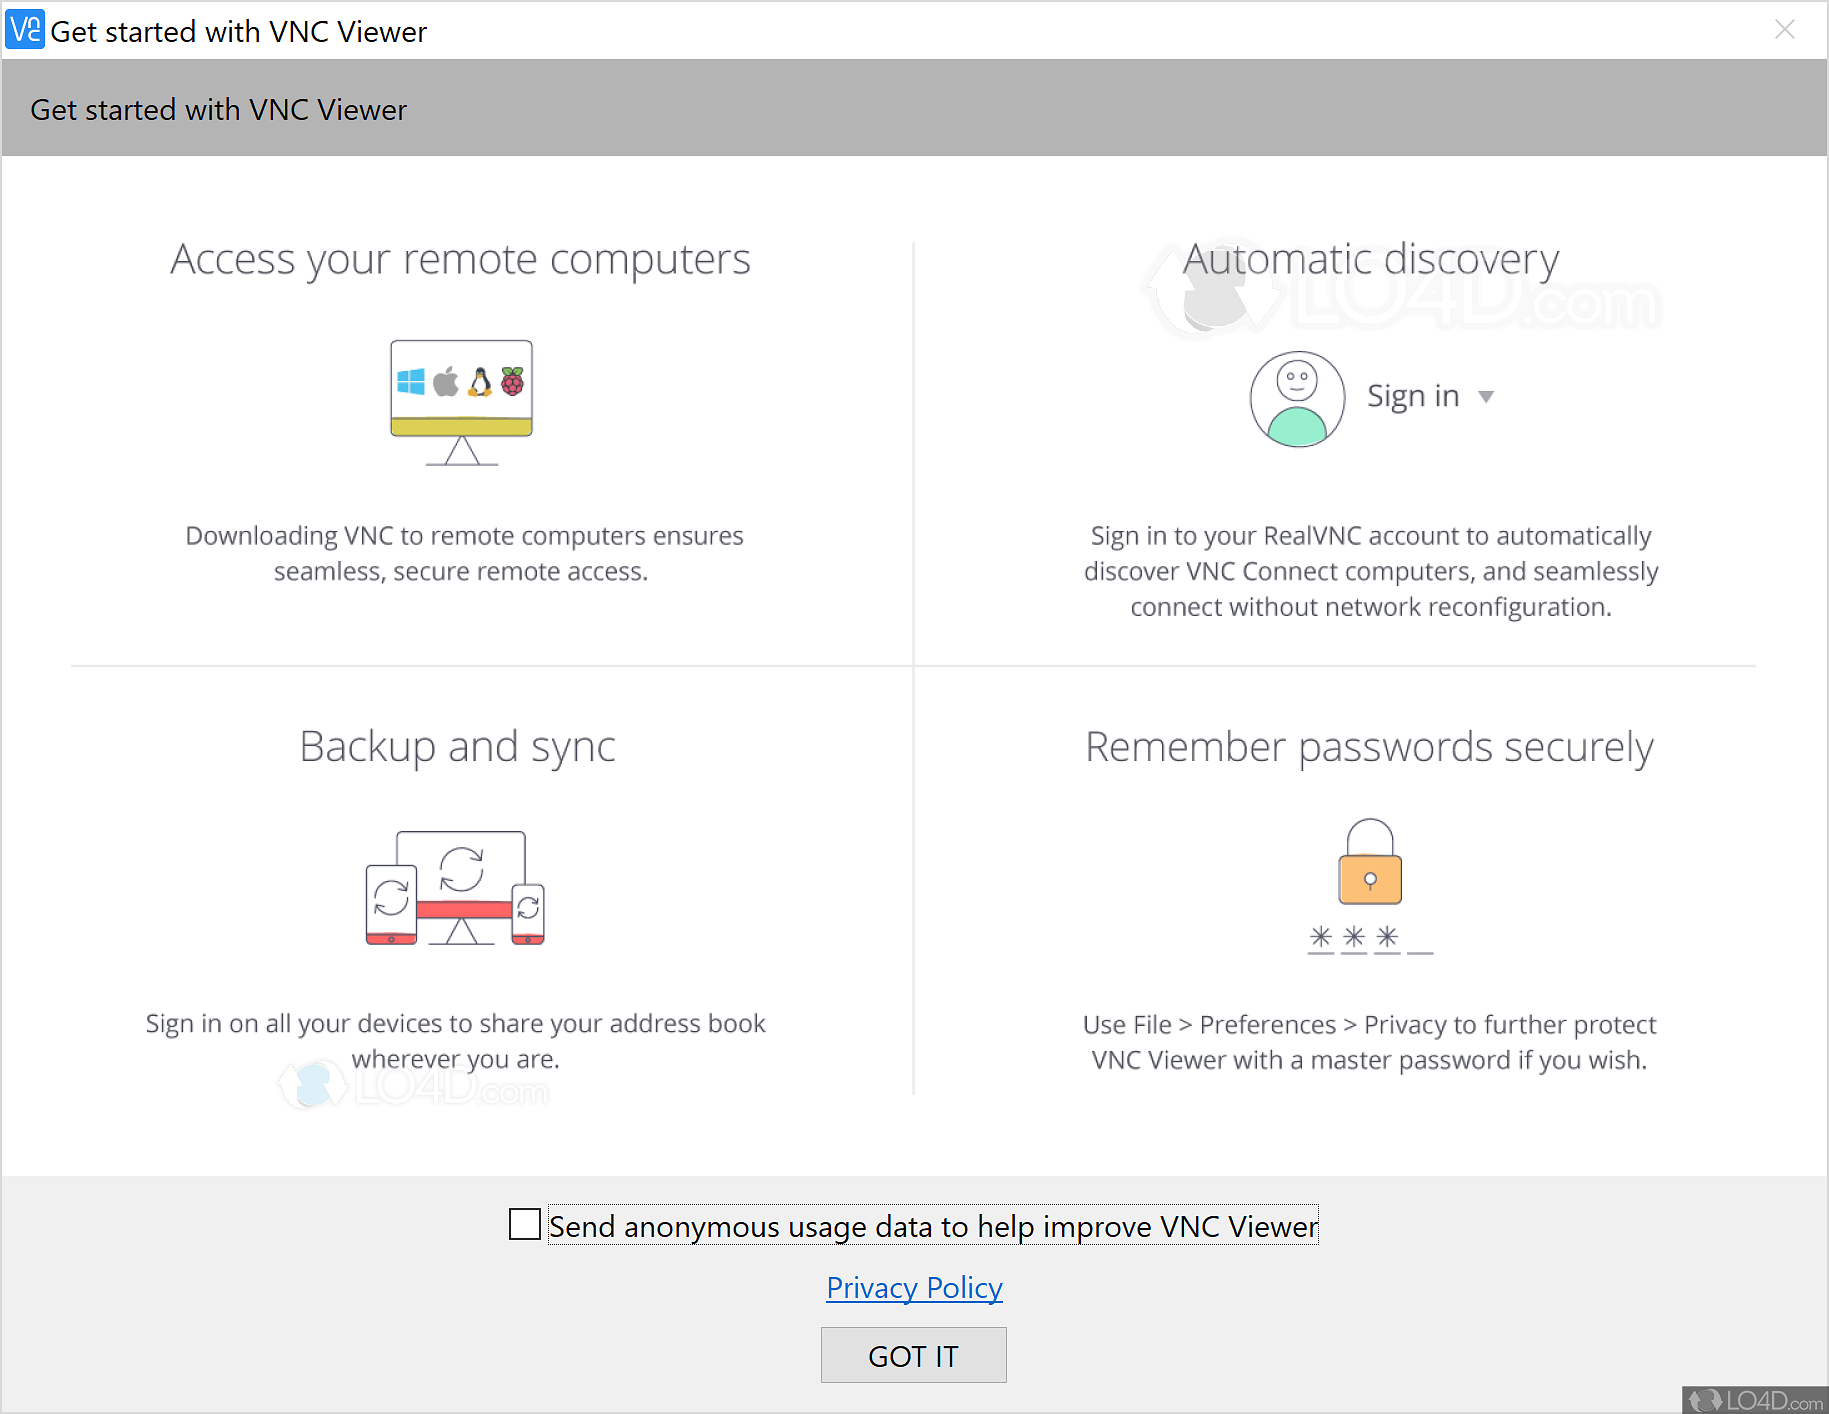 Get started with VNC Viewer
Get started with VNC Viewer
Access your remote computers
Downloading VNC to remote computers ensures
seamless, secure remote access.
Automatic discovery
LO4D.com
Sign in
Sign in to your RealVNC account to automatically
discover VNC Connect computers, and seamlessly
connect without network reconfiguration.
Backup and sync
Sign in on all your devices to share your address book
wherever you are.
LO4D.com
Remember passwords securely
* * * _
Use File > Preferences > Privacy to further protect
VNC Viewer with a master password if you wish.
Send anonymous usage data to help improve VNC Viewer
Privacy Policy
GOT IT
LO4D.com